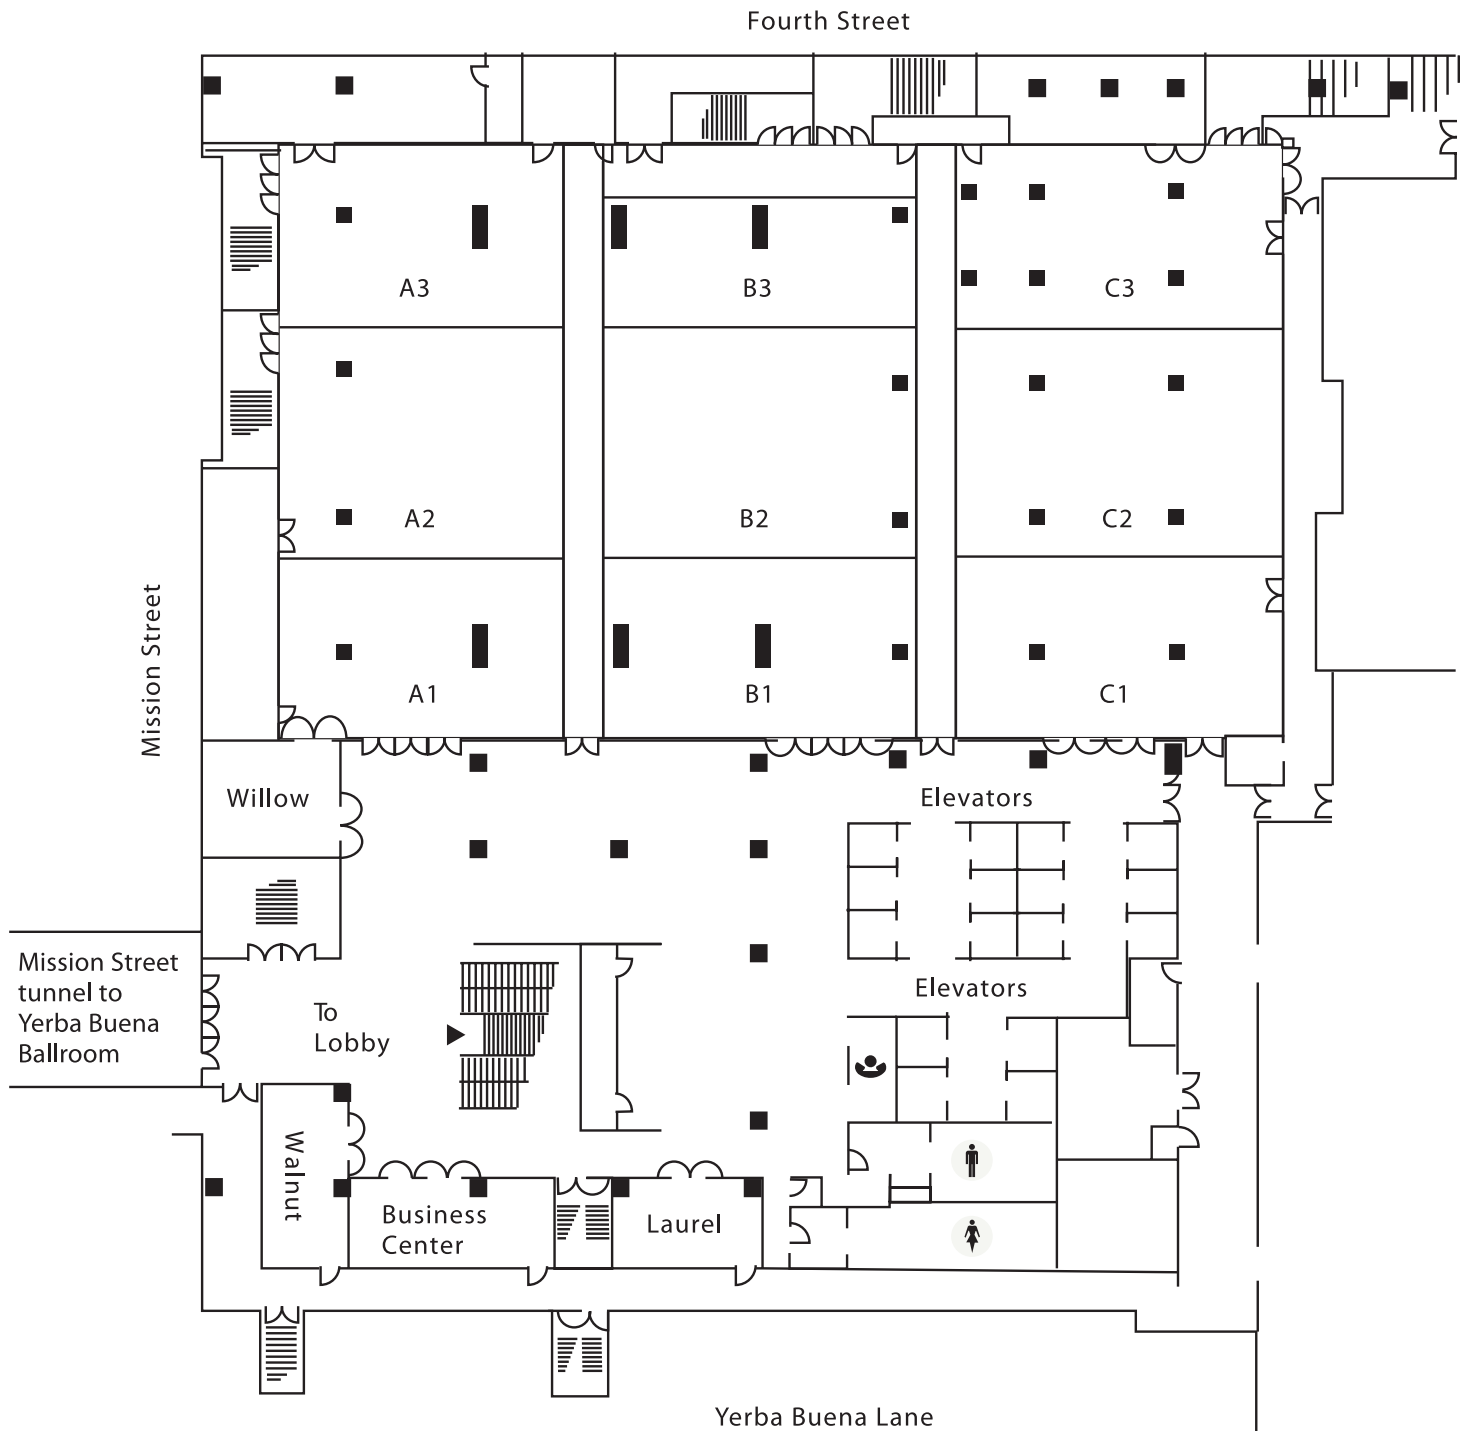 Fourth Street
A3
B3
C3
A2
B2
C2
Mission Street
A1
B1
C1
Willow
Elevators
Mission Street
tunnel to
Yerba Buena
Ballroom
To
Lobby
Elevators
Walnut
Business
Center
Laurel
Yerba Buena Lane